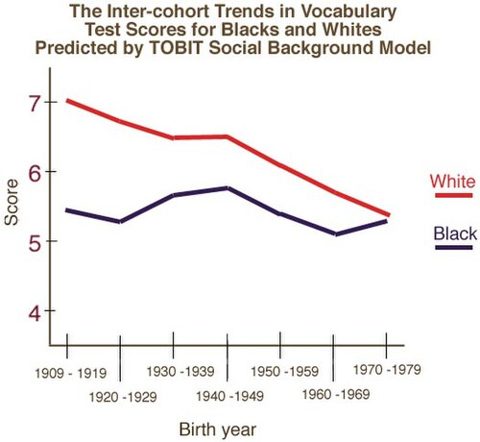 The Inter-cohort Trends in Vocabulary
Test Scores for Blacks and Whites
Predicted by TOBIT Social Background Model
7
6
5
4
Score
White
Black
1909 - 1919
1920 -1929
1930 -1939
1940 -1949
1950 -1959
1960 -1969
1970 -1979
Birth year